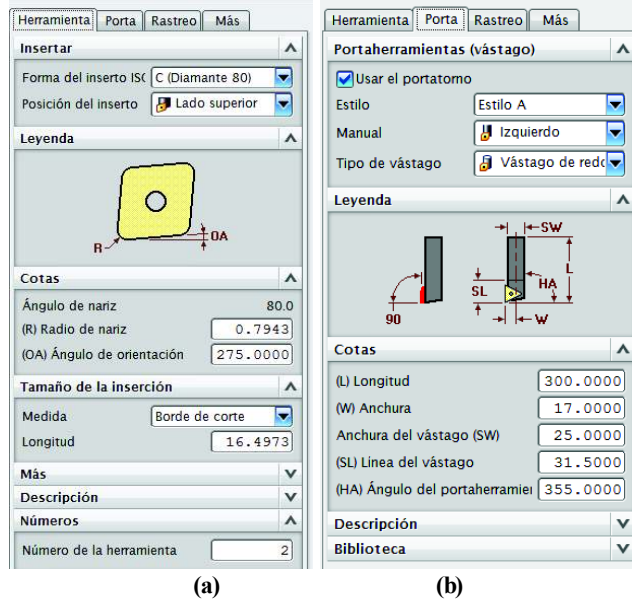 Herramienta Porta Rastreo Más
Insertar
Forma del inserto IS( C (Diamante 80)
Posición del inserto Lado superior
Leyenda
R OA
Cotas
Ángulo de nariz 80.0
(R) Radio de nariz 0.7943
(OA) Ángulo de orientación 275.0000
Tamaño de la inserción
Medida Borde de corte
Longitud 16.4973
Más
Descripción
Números
Número de la herramienta 2
(a)
Herramienta Porta Rastreo Más
Portaherramientas (vástago)
Usar el portatorno
Estilo Estilo A
Manual Izquierdo
Tipo de vástago Vástago de redc
Leyenda
SW
L
HA
SL
90 W
Cotas
(L) Longitud 300.0000
(W) Anchura 17.0000
Anchura del vástago (SW) 25.0000
(SL) Linea del vástago 31.5000
(HA) Ángulo del portaherramier 355.0000
Descripción
Biblioteca
(b)